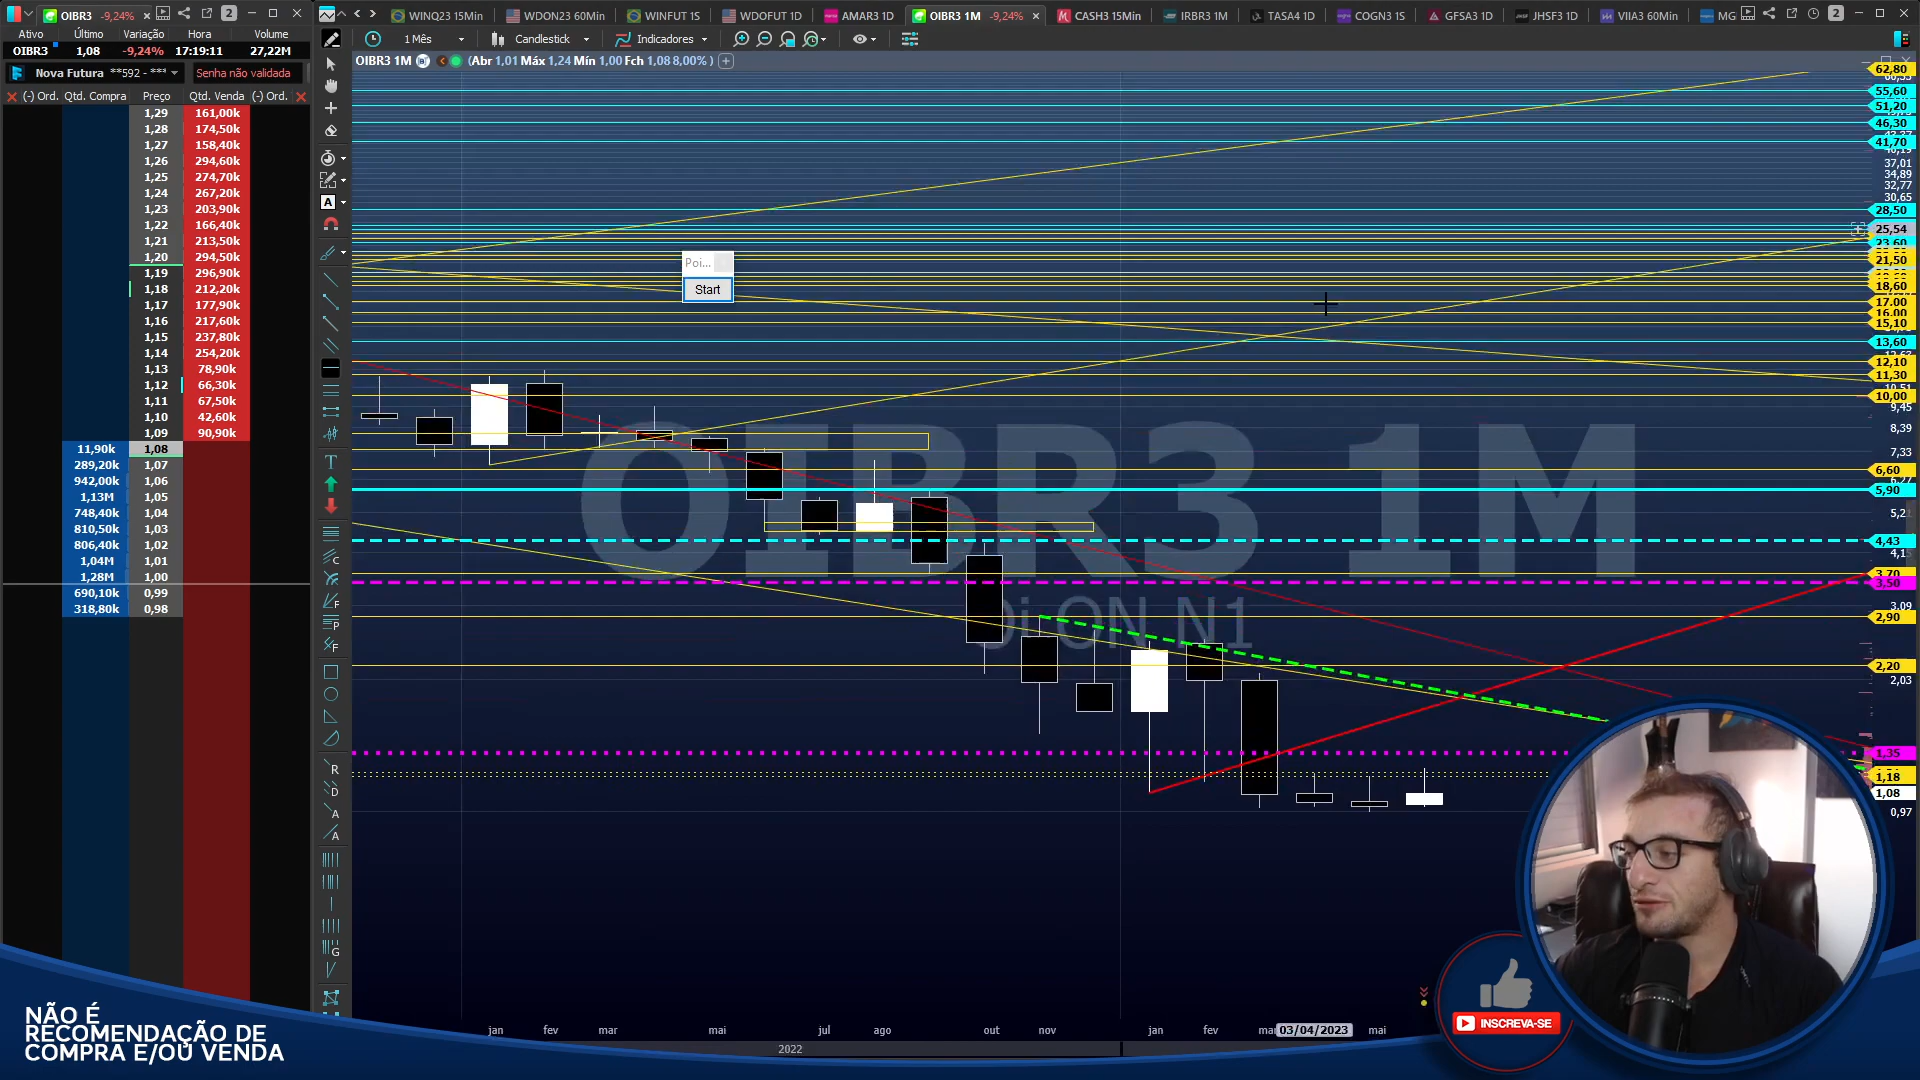 OIBR3 -9,24% 2
Ativo Último Variação Hora Volume
OIBR3 1,08 -9,24% 17:19:11 27,22M
Nova Futura **592 - *** Senha não validada
(-) Ord. Qtd. Compra Preço Qtd. Venda (-) Ord.
1,29 161,00k
1,28 174,50k
1,27 158,40k
1,26 294,60k
1,25 274,70k
1,24 267,20k
1,23 203,90k
1,22 166,40k
1,21 213,50k
1,20 294,50k
1,19 296,90k
1,18 212,20k
1,17 177,90k
1,16 217,60k
1,15 237,80k
1,14 254,20k
1,13 78,90k
1,12 66,30k
1,11 67,50k
1,10 42,60k
1,09 90,90k
11,90k 1,08
289,20k 1,07
942,00k 1,06
1,13M 1,05
748,40k 1,04
810,50k 1,03
806,40k 1,02
1,04M 1,01
1,28M 1,00
690,10k 0,99
318,80k 0,98
WINQ23 15Min WDON23 60Min WINFUT 1S WDOFUT 1D AMAR3 1D OIBR3 1M -9,24% CASH3 15Min IRBR3 1M TASA4 1D COGN3 1S GFSA3 1D JHSF3 1D VIIA3 60Min MG 2
1 Mês Candlestick Indicadores
OIBR3 1M (Abr 1,01 Máx 1,24 Mín 1,00 Fch 1,08 8,00% )
Poi...
Start
OIBR3 1M
Oi ON N1
62,80
55,60
51,20
46,30
41,70
37,01
34,89
32,77
30,65
28,50
25,54
23,60
21,50
18,60
17,00
16,00
15,10
13,60
12,10
11,30
10,00
9,45
8,39
7,33
6,60
5,90
5,21
4,43
3,70
3,50
3,09
2,90
2,20
2,03
1,35
1,18
1,08
0,97
jan fev mar mai jul ago out nov jan fev 03/04/2023 mai
2022
NÃO É
RECOMENDAÇÃO DE
COMPRA E/OU VENDA
INSCREVA-SE